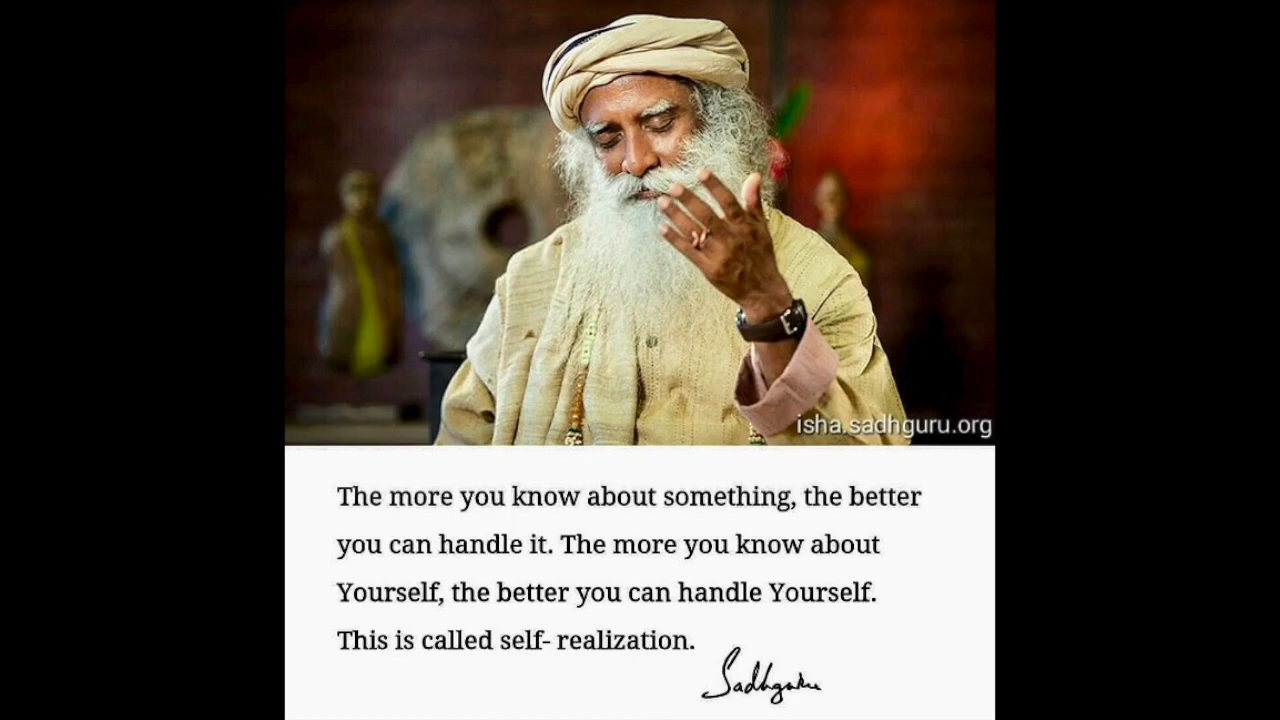 isha.sadhguru.org
The more you know about something, the better
you can handle it. The more you know about
Yourself, the better you can handle Yourself.
This is called self- realization.
Sadhguru